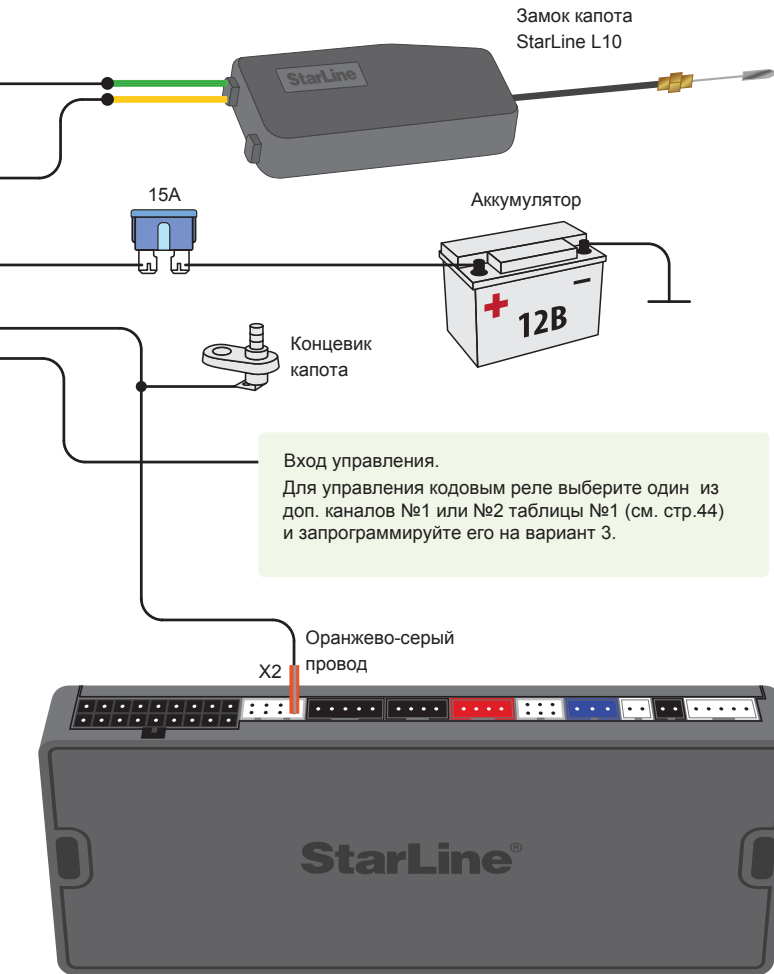 Замок капота
StarLine L10
StarLine
15А
Аккумулятор
12В
Концевик
капота
Вход управления.
Для управления кодовым реле выберите один из
доп. каналов №1 или №2 таблицы №1 (см. стр.44)
и запрограммируйте его на вариант 3.
Оранжево-серый
X2 провод
StarLine®